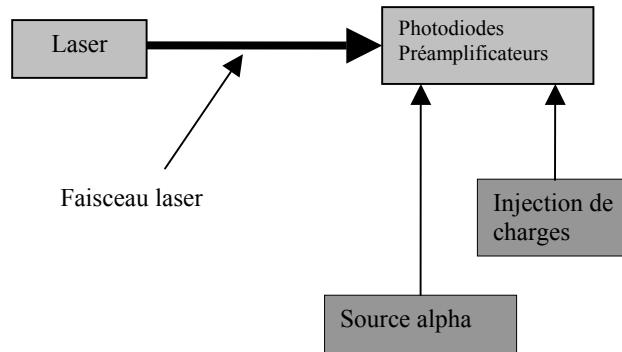 Laser
Photodiodes
Préamplificateurs
Faisceau laser
Injection de
charges
Source alpha